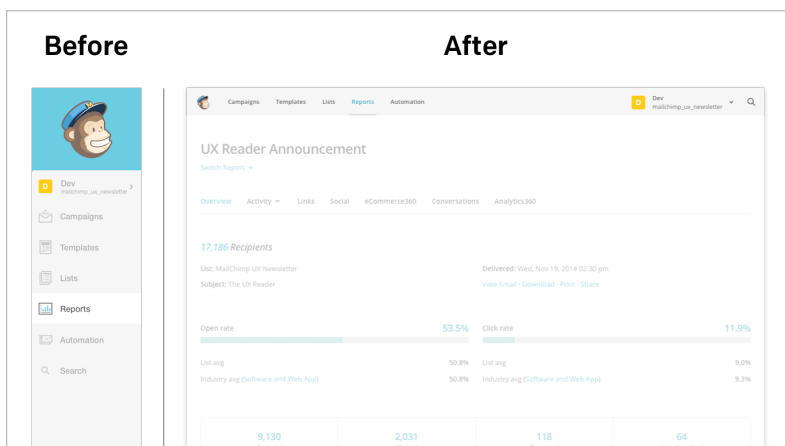 Before
After
D
Dev
mailchimp_ux_newsletter
Campaigns
Templates
Lists
Reports
Automation
Search
Campaigns Templates Lists Reports Automation
D
Dev
mailchimp_ux_newsletter
UX Reader Announcement
Switch Report
Overview Activity Links Social eCommerce360 Conversations Analytics360
17,186 Recipients
List: MailChimp UX Newsletter
Subject: The UX Reader
Delivered: Wed, Nov 19, 2014 02:30 pm
View Email · Download · Print · Share
Open rate 53.5%
Click rate 11.9%
List avg 50.8%
List avg 9.0%
Industry avg (Software and Web App) 50.8%
Industry avg (Software and Web App) 9.3%
9,130 2,031 118 64